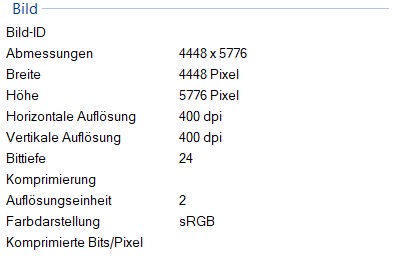 Bild
Bild-ID
Abmessungen 4448 x 5776
Breite 4448 Pixel
Höhe 5776 Pixel
Horizontale Auflösung 400 dpi
Vertikale Auflösung 400 dpi
Bittiefe 24
Komprimierung
Auflösungseinheit 2
Farbdarstellung sRGB
Komprimierte Bits/Pixel